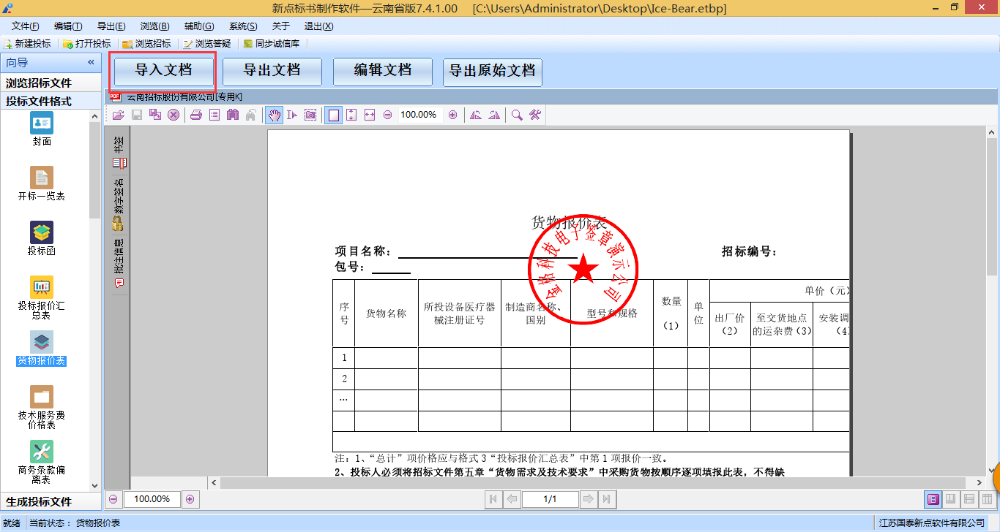 新点标书制作软件—云南省版7.4.1.00 [C:\Users\Administrator\Desktop\Ice-Bear.etbp]
文件(F) 编辑(T) 导出(E) 浏览(B) 辅助(G) 系统(S) 关于 退出(X)
新建投标 打开投标 浏览招标 浏览答疑 同步诚信库
向导 «
浏览招标文件
投标文件格式
封面
开标一览表
投标函
投标报价汇
总表
货物报价表
技术服务费
价格表
商务条款偏
离表
生成投标文件
导入文档 导出文档 编辑文档 导出原始文档
PDF 云南招标股份有限公司[专用K]
100.00%
书签
数字签名
批注信息
货物报价表
金格科技电子签章演示公司
项目名称:
招标编号:
包号:
序号 货物名称 所投设备医疗器械注册证号 制造商名称、国别 型号和规格 数量(1) 单位 单价(元)
出厂价(2) 至交货地点的运杂费(3) 安装调(4)
1
2
…
注:1、“总计”项价格应与格式3“投标报价汇总表”中第1项报价一致。
2、投标人必须将招标文件第五章“货物需求及技术要求”中采购货物按顺序逐项填报此表,不得缺
100.00% 1/1
就绪 当前状态: 货物报价表 江苏国泰新点软件有限公司